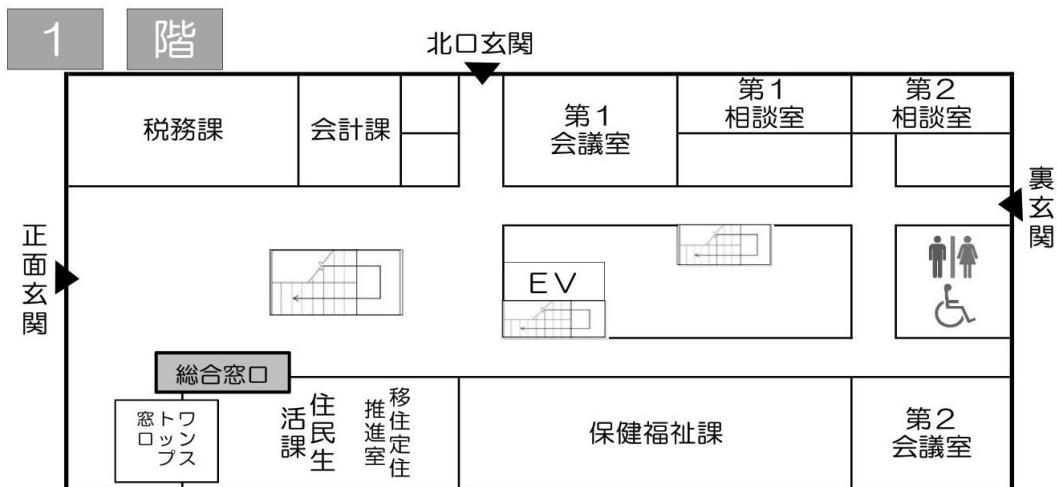 1 階
北口玄関
税務課
会計課
第1
会議室
第1
相談室
第2
相談室
裏玄関
正面玄関
EV
総合窓口
ワンス
トップ
窓口
住民生
活課
移住定住
推進室
保健福祉課
第2
会議室